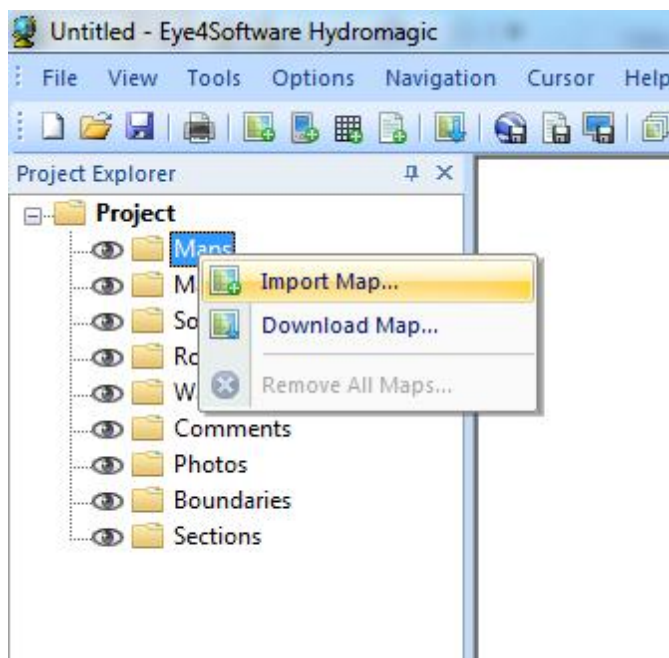 Untitled - Eye4Software Hydromagic
File View Tools Options Navigation Cursor Help
Project Explorer
Project
Maps
Import Map...
Download Map...
Remove All Maps...
Comments
Photos
Boundaries
Sections